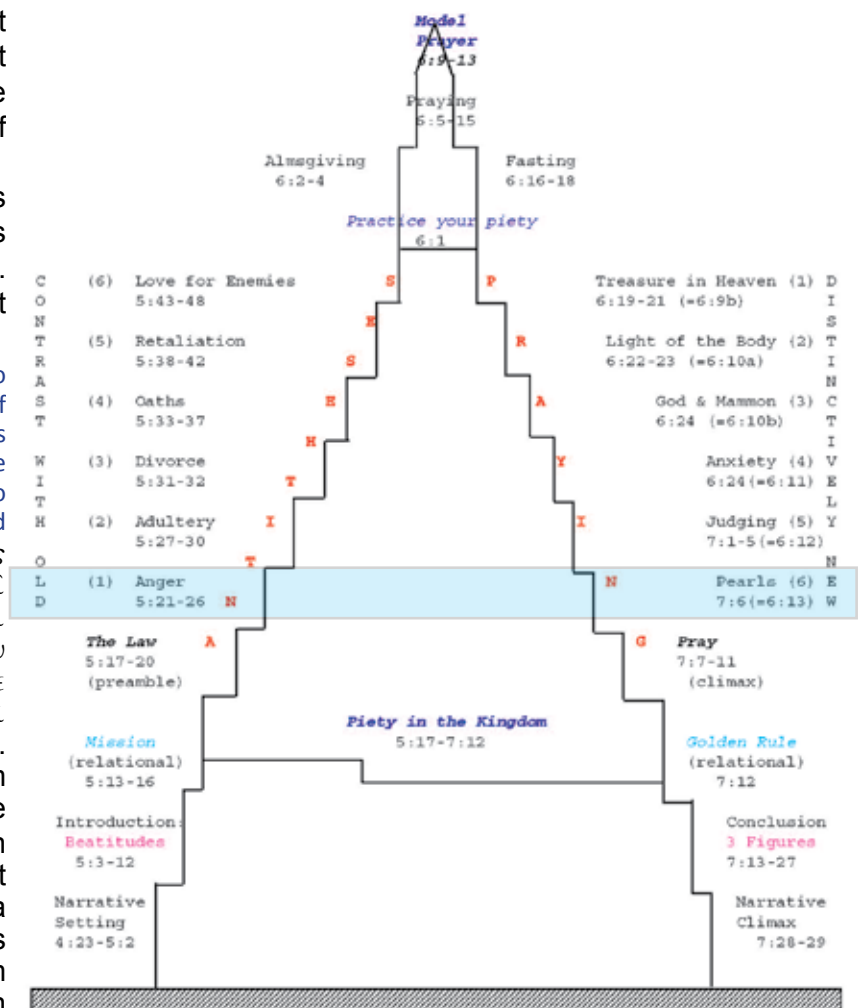 Model
Prayer
6:9-13
Praying
6:5-15
Almsgiving
6:2-4
Fasting
6:16-18
Practice your piety
6:1
CONTRAST WITH OLD
(6) Love for Enemies
5:43-48
(5) Retaliation
5:38-42
(4) Oaths
5:33-37
(3) Divorce
5:31-32
(2) Adultery
5:27-30
(1) Anger
5:21-26
ANTITHESES
PRAYING
Treasure in Heaven (1)
6:19-21 (=6:9b)
Light of the Body (2)
6:22-23 (=6:10a)
God & Mammon (3)
6:24 (=6:10b)
Anxiety (4)
6:24(=6:11)
Judging (5)
7:1-5(=6:12)
Pearls (6)
7:6(=6:13)
DISTINCTIVELY NEW
The Law
5:17-20
(preamble)
Pray
7:7-11
(climax)
Piety in the Kingdom
5:17-7:12
Mission
(relational)
5:13-16
Golden Rule
(relational)
7:12
Introduction:
Beatitudes
5:3-12
Conclusion
3 Figures
7:13-27
Narrative
Setting
4:23-5:2
Narrative
Climax
7:28-29